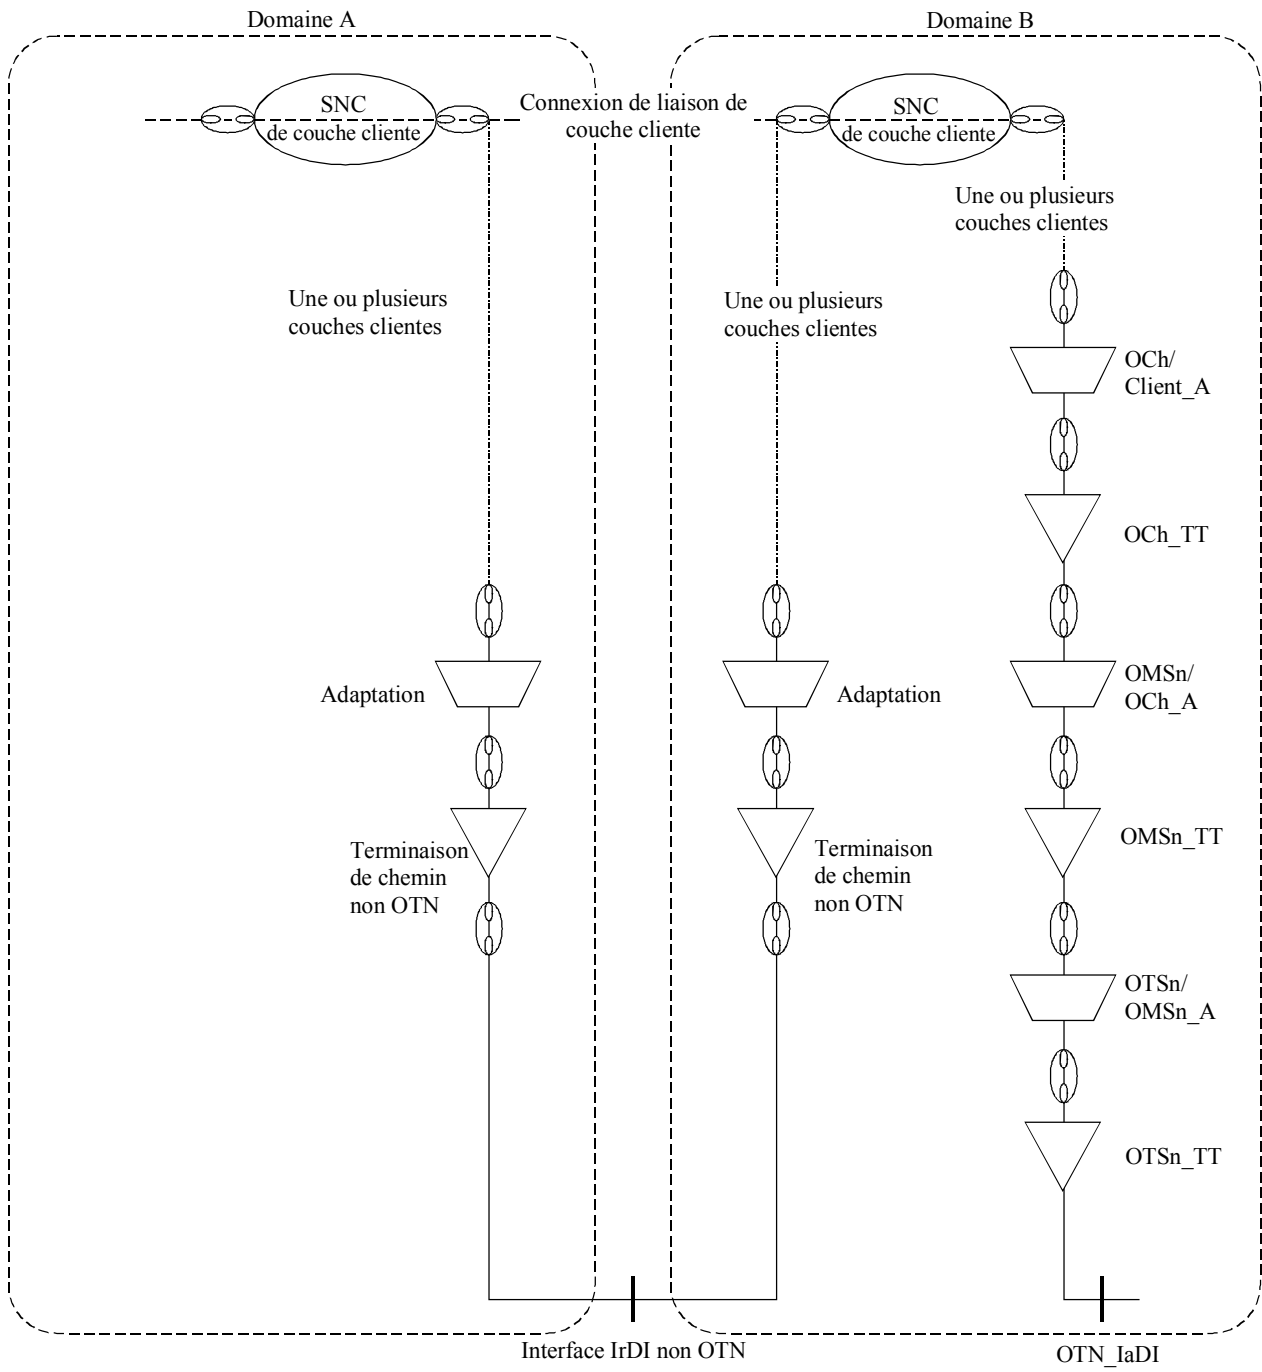 Domaine A
Domaine B
SNC
de couche cliente
Connexion de liaison de
couche cliente
SNC
de couche cliente
Une ou plusieurs
couches clientes
Une ou plusieurs
couches clientes
Une ou plusieurs
couches clientes
OCh/
Client_A
OCh_TT
Adaptation
Adaptation
OMSn/
OCh_A
Terminaison
de chemin
non OTN
Terminaison
de chemin
non OTN
OMSn_TT
OTSn/
OMSn_A
OTSn_TT
Interface IrDI non OTN
OTN_IaDI